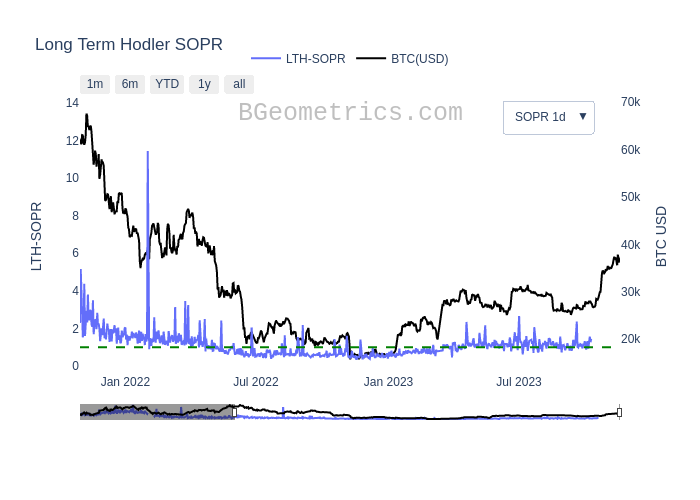 Long Term Hodler SOPR
LTH-SOPR
BTC(USD)
1m
6m
YTD
1y
all
BGeometrics.com
SOPR 1d
14
12
10
8
6
4
2
0
LTH-SOPR
70k
60k
50k
40k
30k
20k
BTC USD
Jan 2022
Jul 2022
Jan 2023
Jul 2023